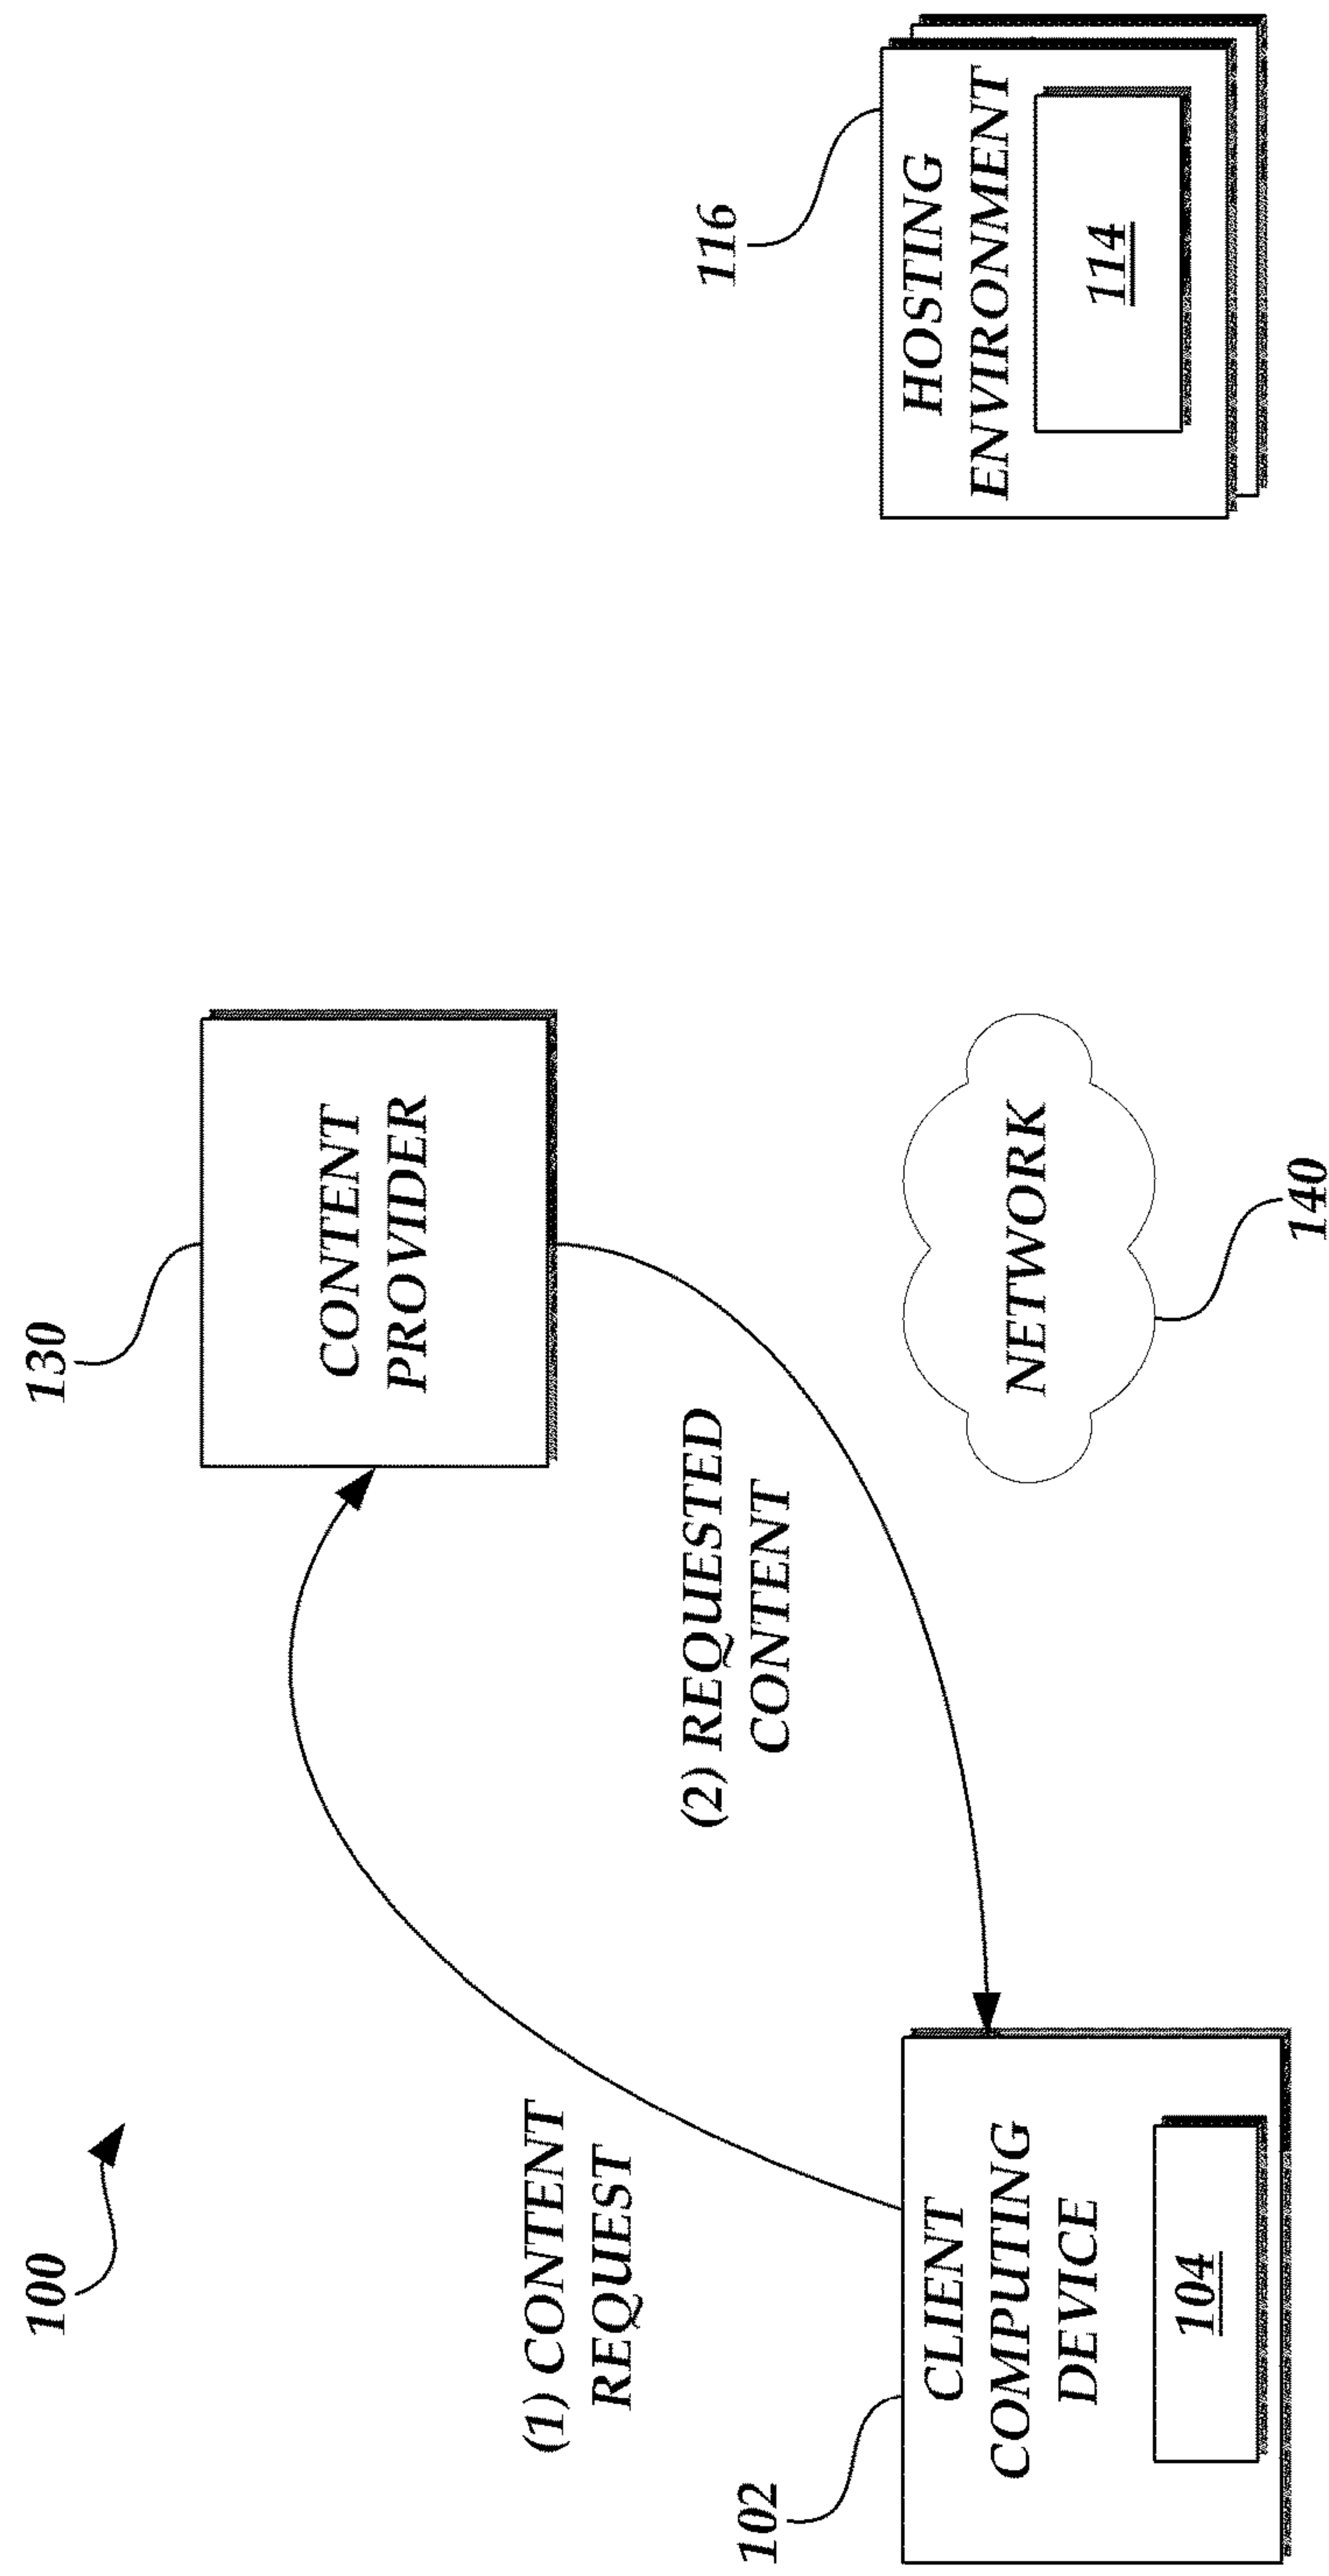 100
130
CONTENT
PROVIDER
(1) CONTENT
REQUEST
(2) REQUESTED
CONTENT
116
HOSTING
ENVIRONMENT
114
102
CLIENT
COMPUTING
DEVICE
104
NETWORK
140